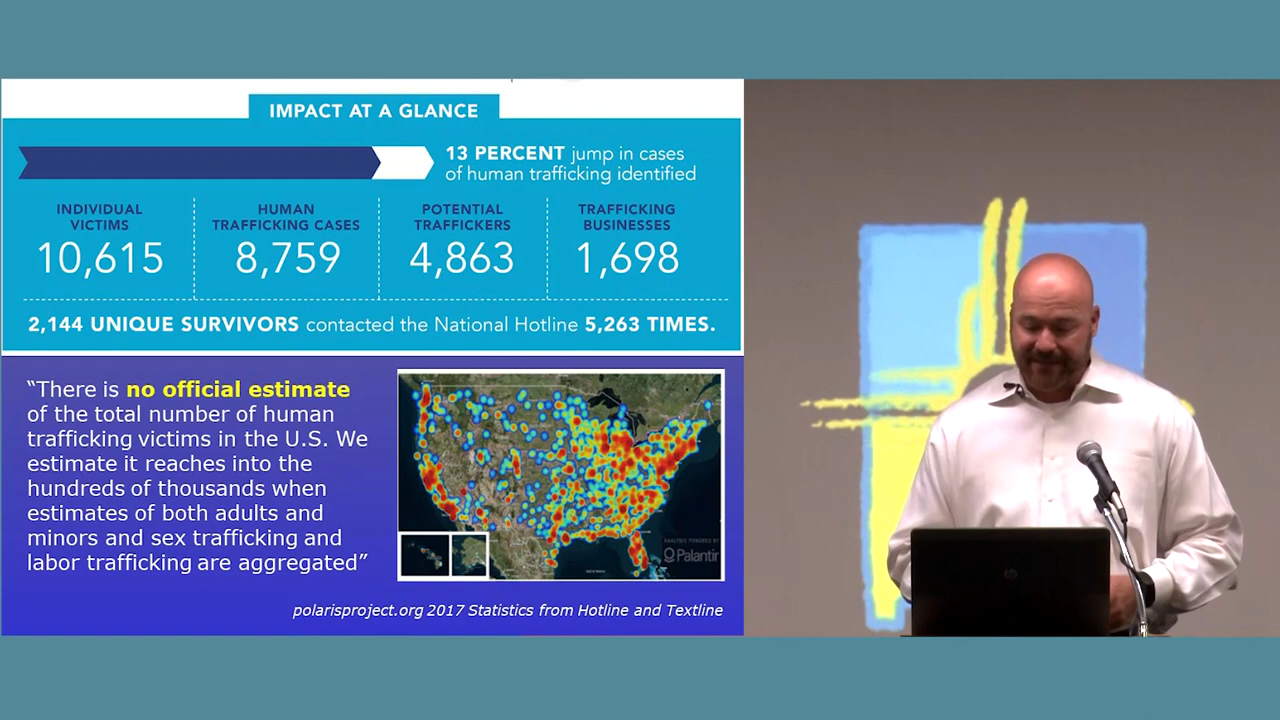 IMPACT AT A GLANCE
13 PERCENT jump in cases
of human trafficking identified
INDIVIDUAL
VICTIMS
10,615
HUMAN
TRAFFICKING CASES
8,759
POTENTIAL
TRAFFICKERS
4,863
TRAFFICKING
BUSINESSES
1,698
2,144 UNIQUE SURVIVORS contacted the National Hotline 5,263 TIMES.
“There is no official estimate
of the total number of human
trafficking victims in the U.S. We
estimate it reaches into the
hundreds of thousands when
estimates of both adults and
minors and sex trafficking and
labor trafficking are aggregated”
ANALYSIS POWERED BY
Palantir
polarisproject.org 2017 Statistics from Hotline and Textline